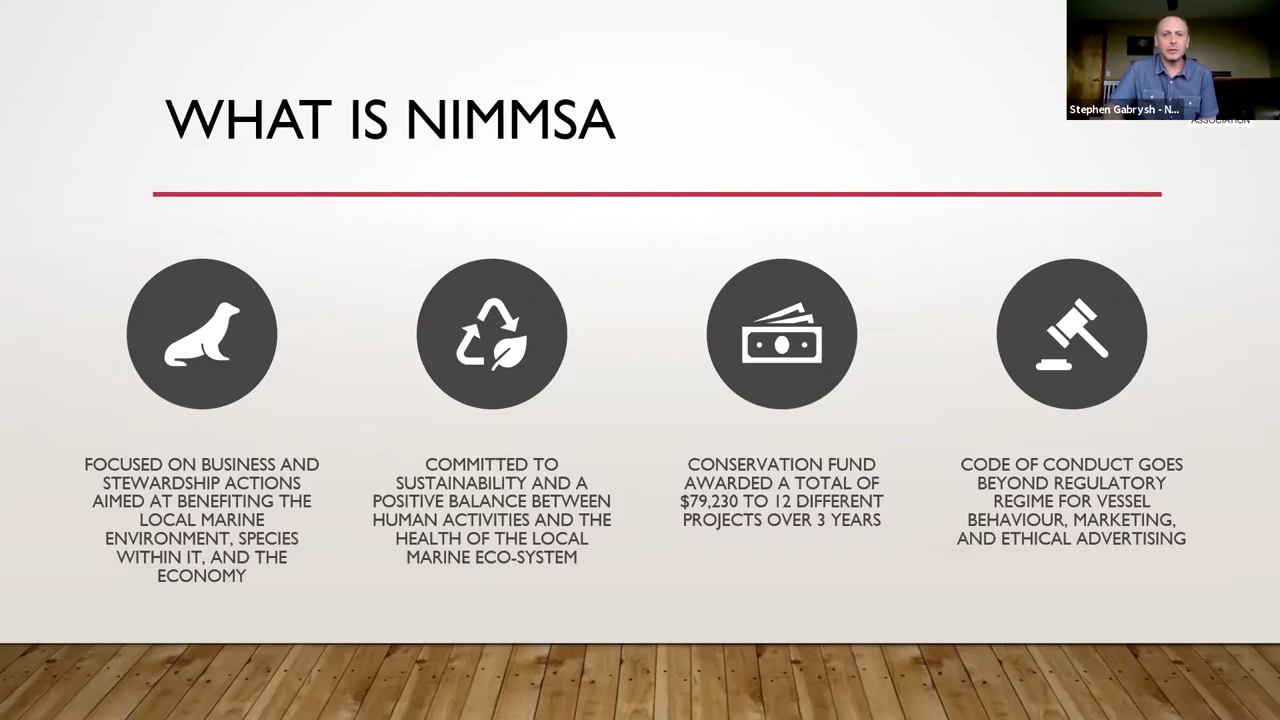 WHAT IS NIMMSA
Stephen Gabrysh - N...
ASSOCIATION
FOCUSED ON BUSINESS AND
STEWARDSHIP ACTIONS
AIMED AT BENEFITING THE
LOCAL MARINE
ENVIRONMENT, SPECIES
WITHIN IT, AND THE
ECONOMY
COMMITTED TO
SUSTAINABILITY AND A
POSITIVE BALANCE BETWEEN
HUMAN ACTIVITIES AND THE
HEALTH OF THE LOCAL
MARINE ECO-SYSTEM
CONSERVATION FUND
AWARDED A TOTAL OF
$79,230 TO 12 DIFFERENT
PROJECTS OVER 3 YEARS
CODE OF CONDUCT GOES
BEYOND REGULATORY
REGIME FOR VESSEL
BEHAVIOUR, MARKETING,
AND ETHICAL ADVERTISING